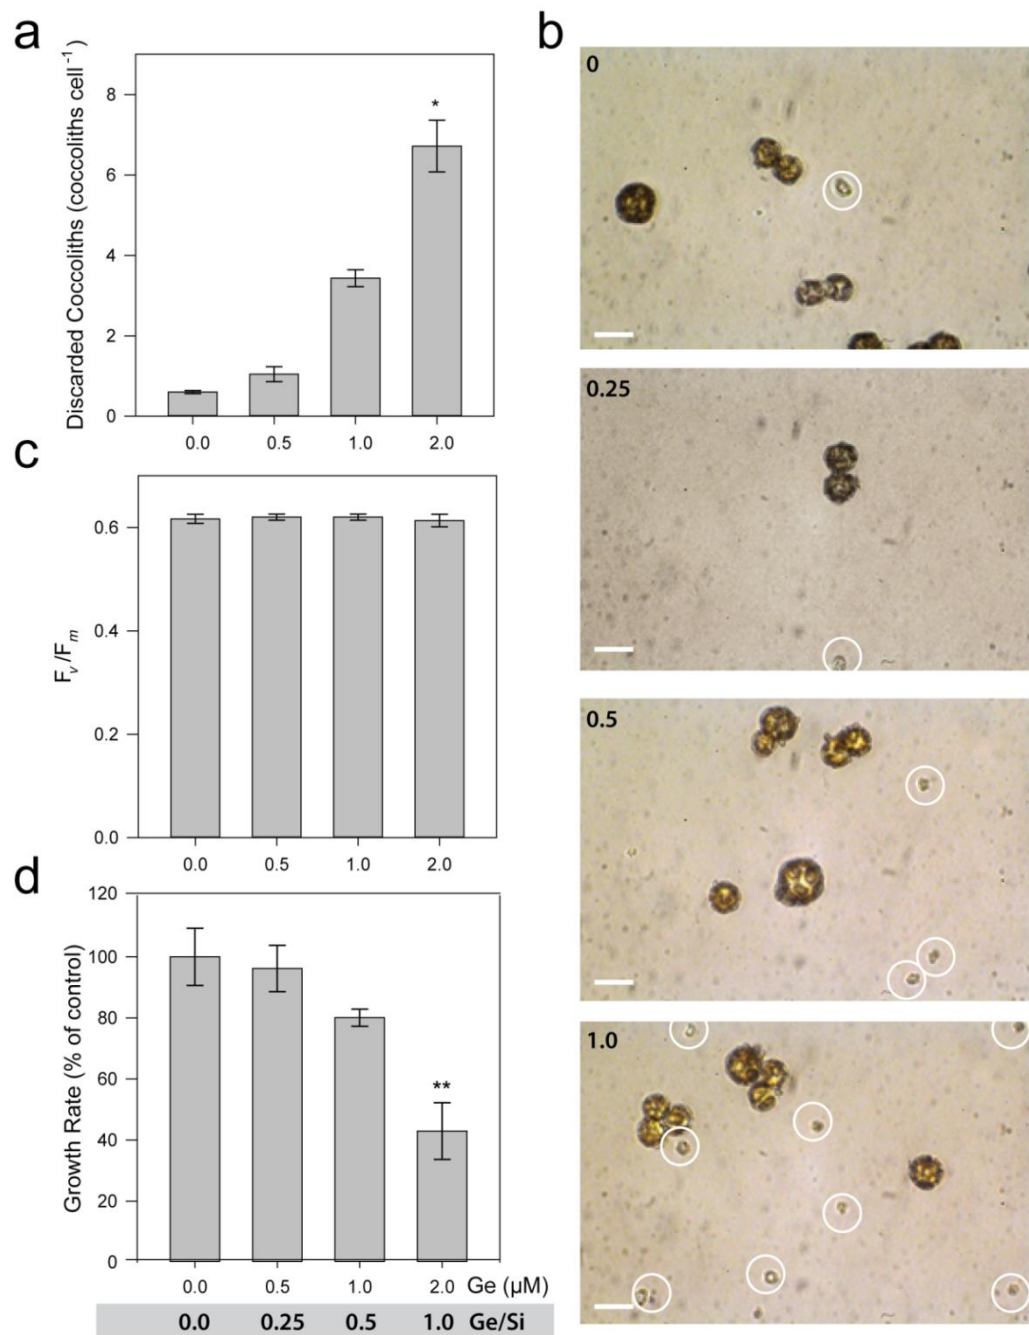 a
Discarded Coccoliths (coccoliths cell⁻¹)
8
6
4
2
0
*
0.0 0.5 1.0 2.0
b
0
0.25
0.5
1.0
c
Fᵥ/Fₘ
0.6
0.4
0.2
0.0
0.0 0.5 1.0 2.0
d
Growth Rate (% of control)
120
100
80
60
40
20
0
**
0.0 0.5 1.0 2.0 Ge (µM)
0.0 0.25 0.5 1.0 Ge/Si